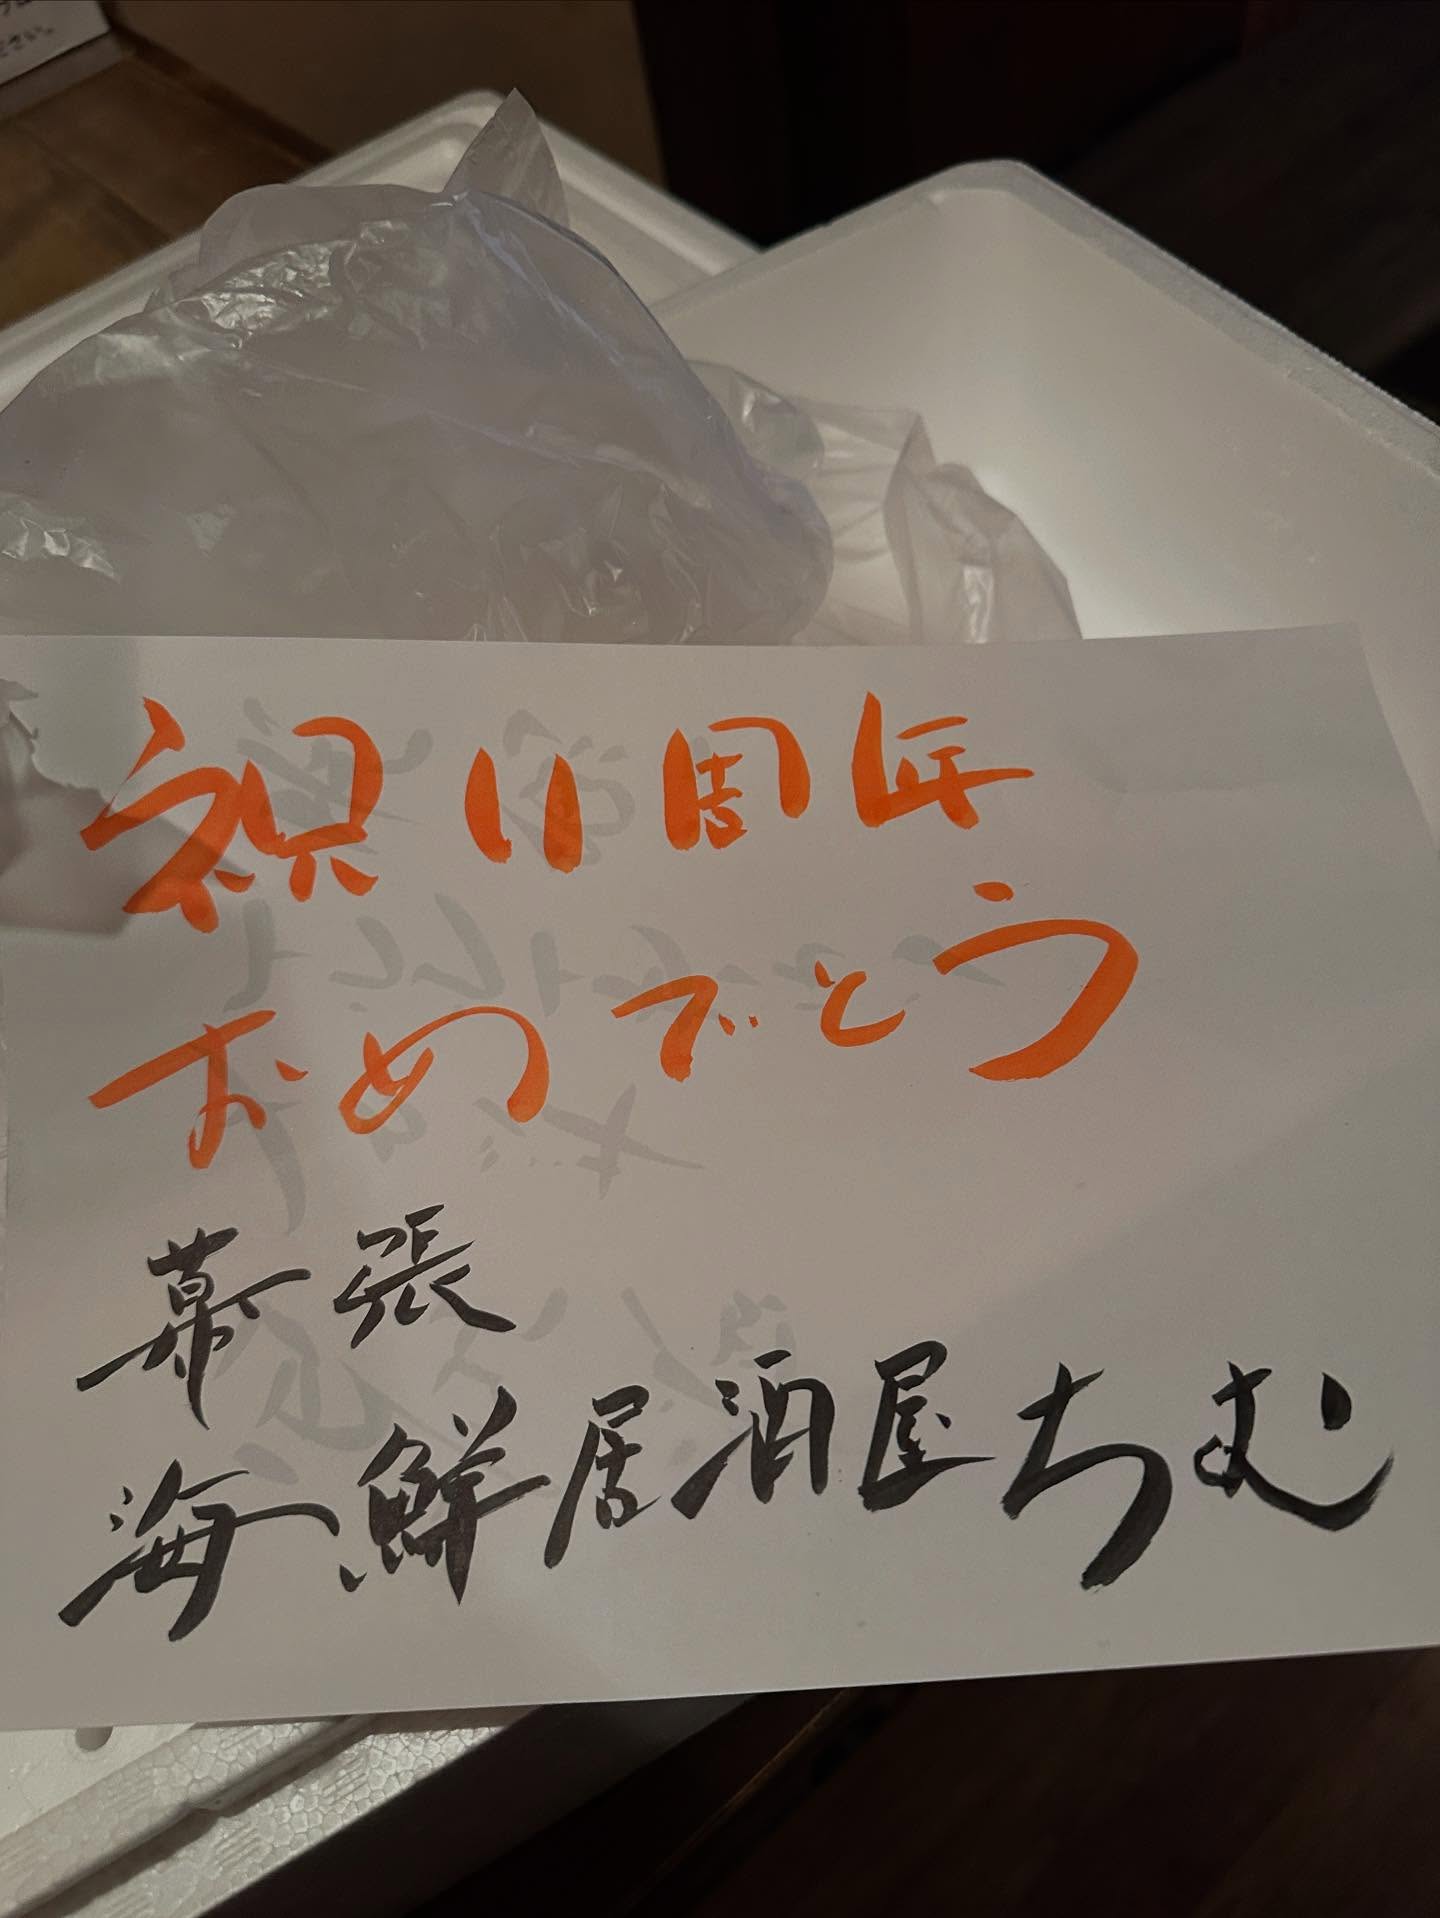 祝11周年
おめでとう
幕張
海鮮居酒屋ちむ